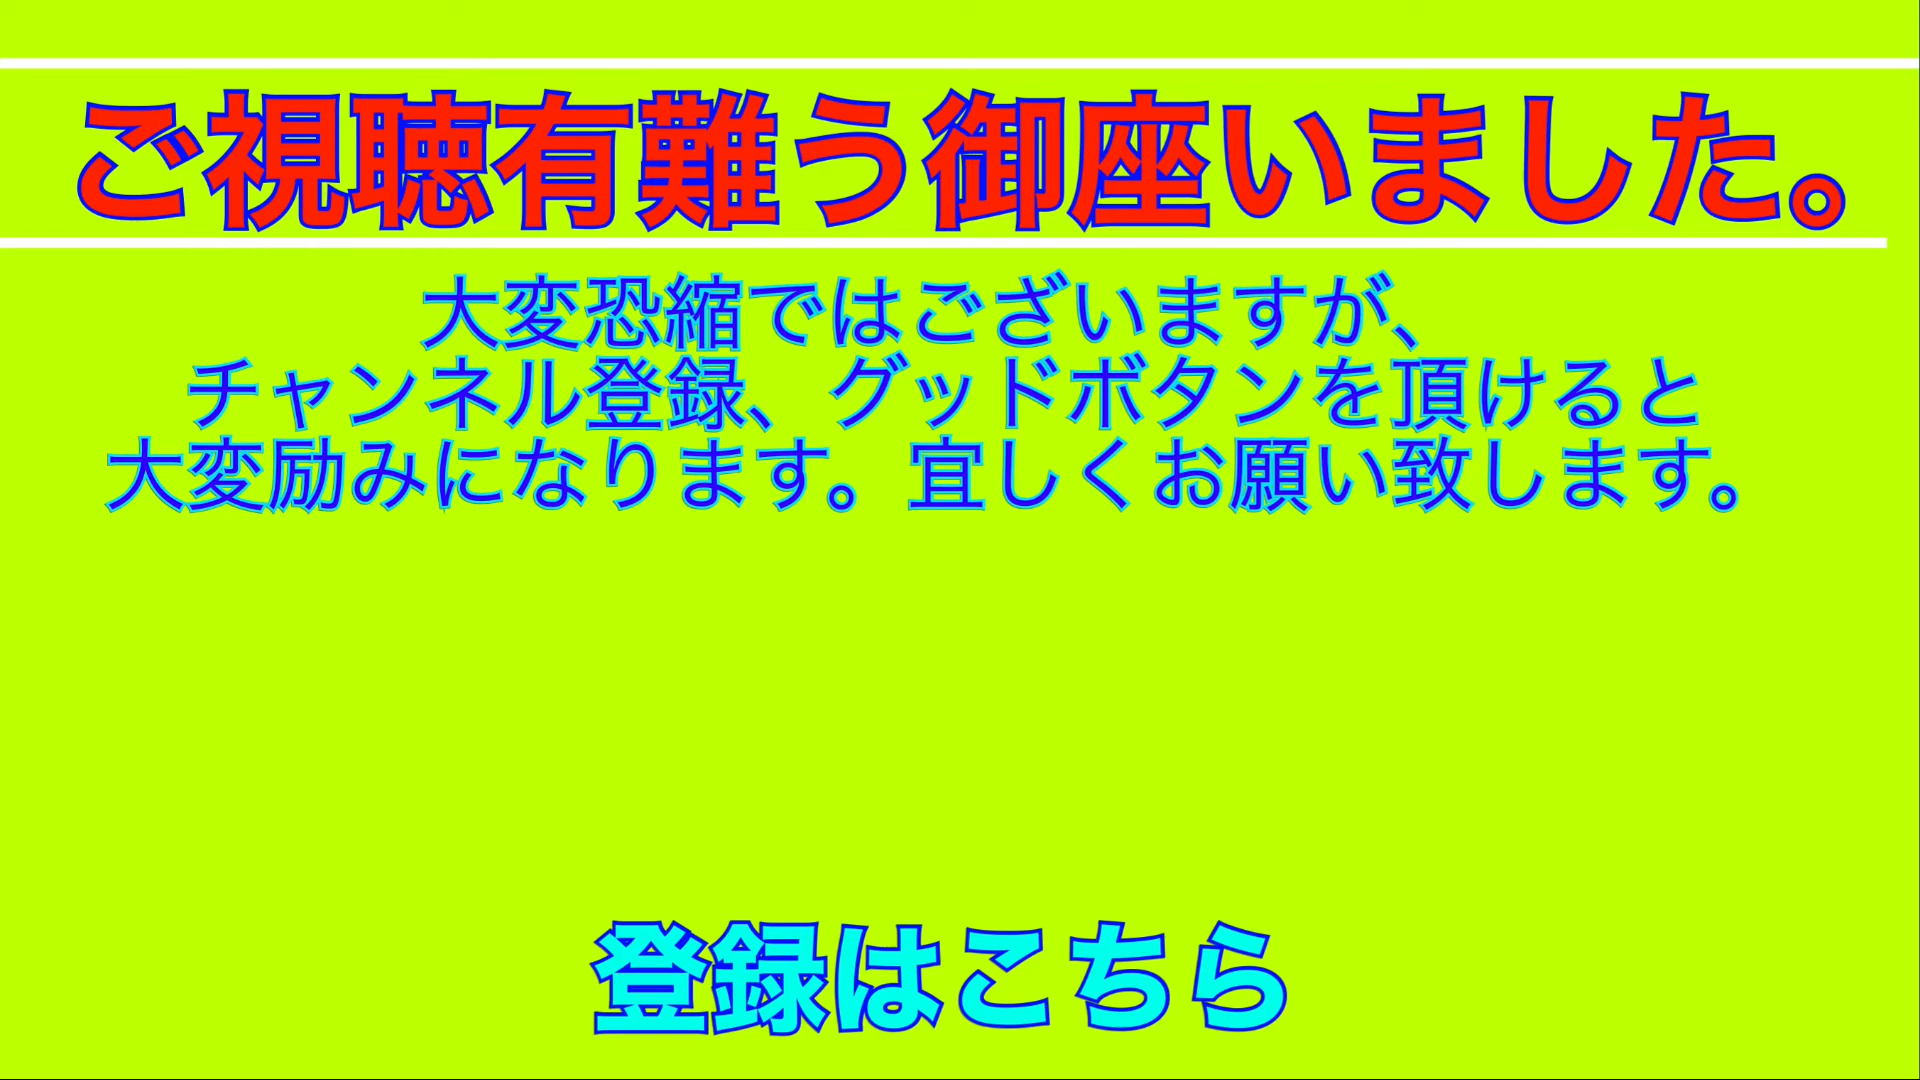 ご視聴有難う御座いました。
大変恐縮ではございますが、
チャンネル登録、グッドボタンを頂けると
大変励みになります。宜しくお願い致します。
登録はこちら